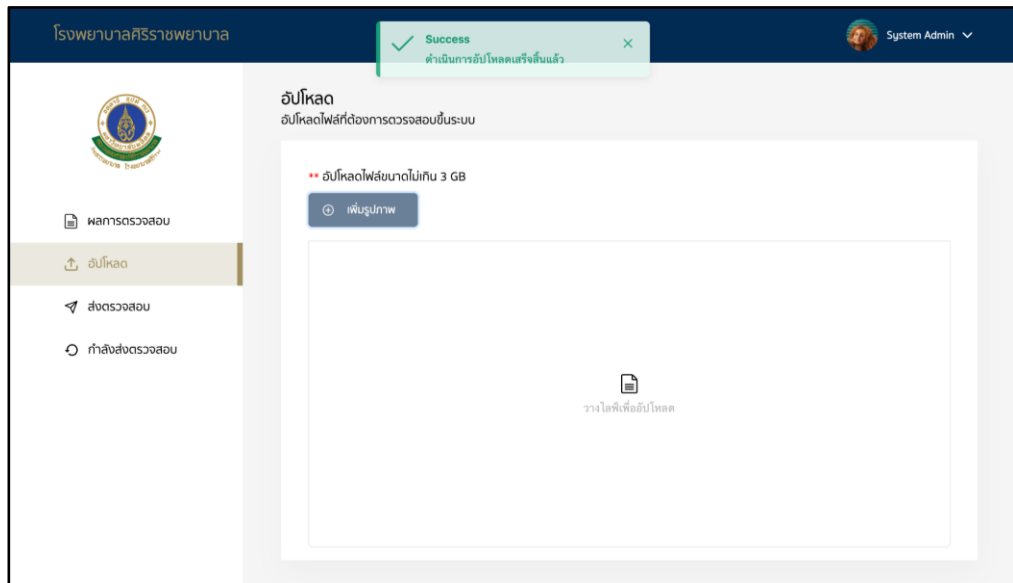 โรงพยาบาลศิริราชพยาบาล
Success
ดำเนินการอัปโหลดเสร็จสิ้นแล้ว
System Admin
อัปโหลด
อัปโหลดไฟล์ที่ต้องการตวรจสอบขึ้นระบบ
** อัปโหลดไฟล์ขนาดไม่เกิน 3 GB
เพิ่มรูปภาพ
ผลการตรวจสอบ
อัปโหลด
ส่งตรวจสอบ
กำลังส่งตรวจสอบ
วางไลฟิเพื่ออัปโหลด